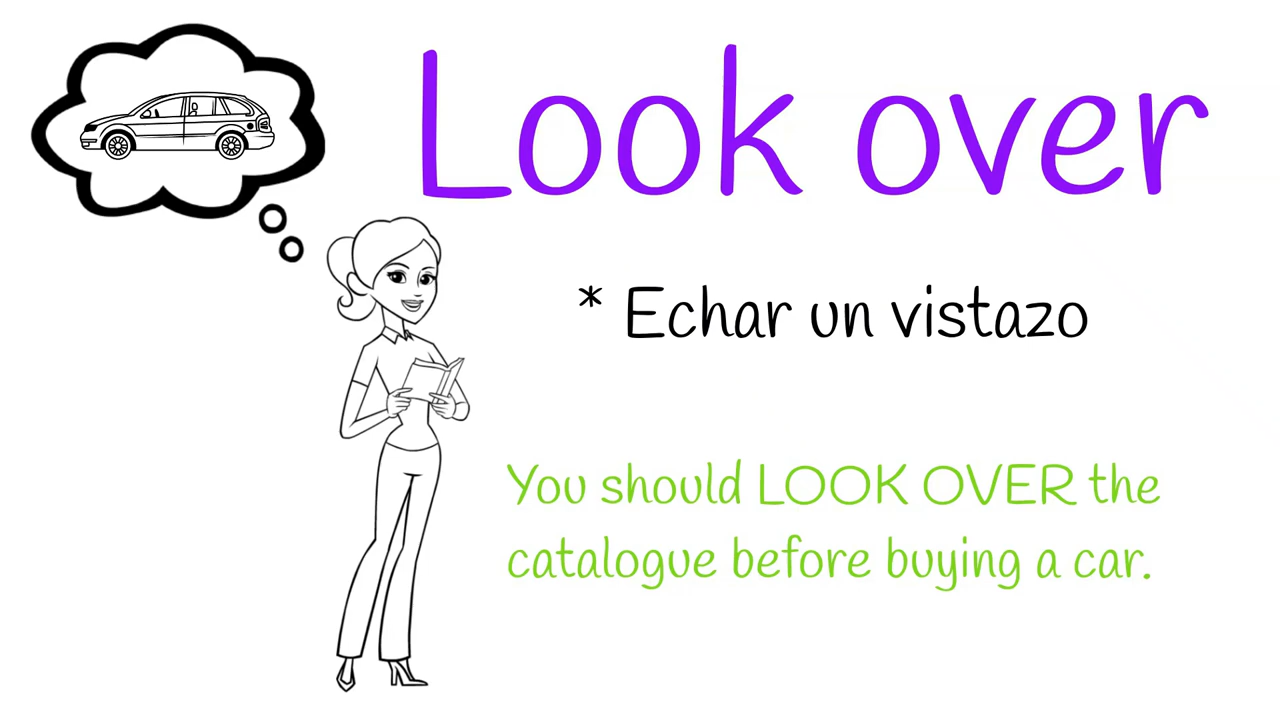 Look over
* Echar un vistazo
You should LOOK OVER the
catalogue before buying a car.